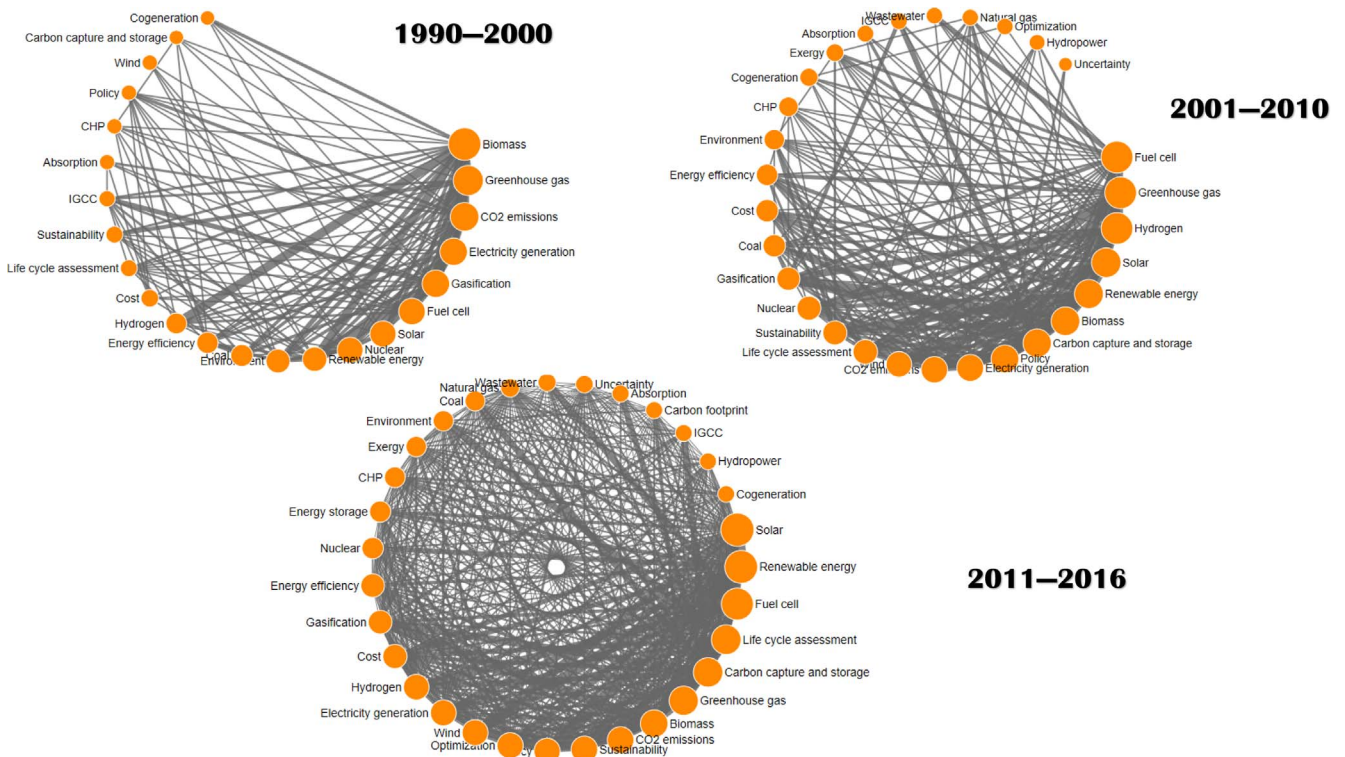 1990—2000
Cogeneration
Carbon capture and storage
Wind
Policy
CHP
Absorption
IGCC
Sustainability
Life cycle assessment
Cost
Hydrogen
Energy efficiency
Environment
Renewable energy
Nuclear
Solar
Fuel cell
Gasification
Electricity generation
CO2 emissions
Greenhouse gas
Biomass
2001—2010
Wastewater
IGCC
Absorption
Exergy
Cogeneration
CHP
Environment
Energy efficiency
Cost
Coal
Gasification
Nuclear
Sustainability
Life cycle assessment
Electricity generation
Policy
Carbon capture and storage
Biomass
Renewable energy
Solar
Hydrogen
Greenhouse gas
Fuel cell
Uncertainty
Hydropower
Optimization
Natural gas
2011—2016
Wastewater
Natural gas
Coal
Environment
Exergy
CHP
Energy storage
Nuclear
Energy efficiency
Gasification
Cost
Hydrogen
Electricity generation
Wind
Optimization
Sustainability
CO2 emissions
Biomass
Greenhouse gas
Carbon capture and storage
Life cycle assessment
Fuel cell
Renewable energy
Solar
Cogeneration
Hydropower
IGCC
Carbon footprint
Absorption
Uncertainty